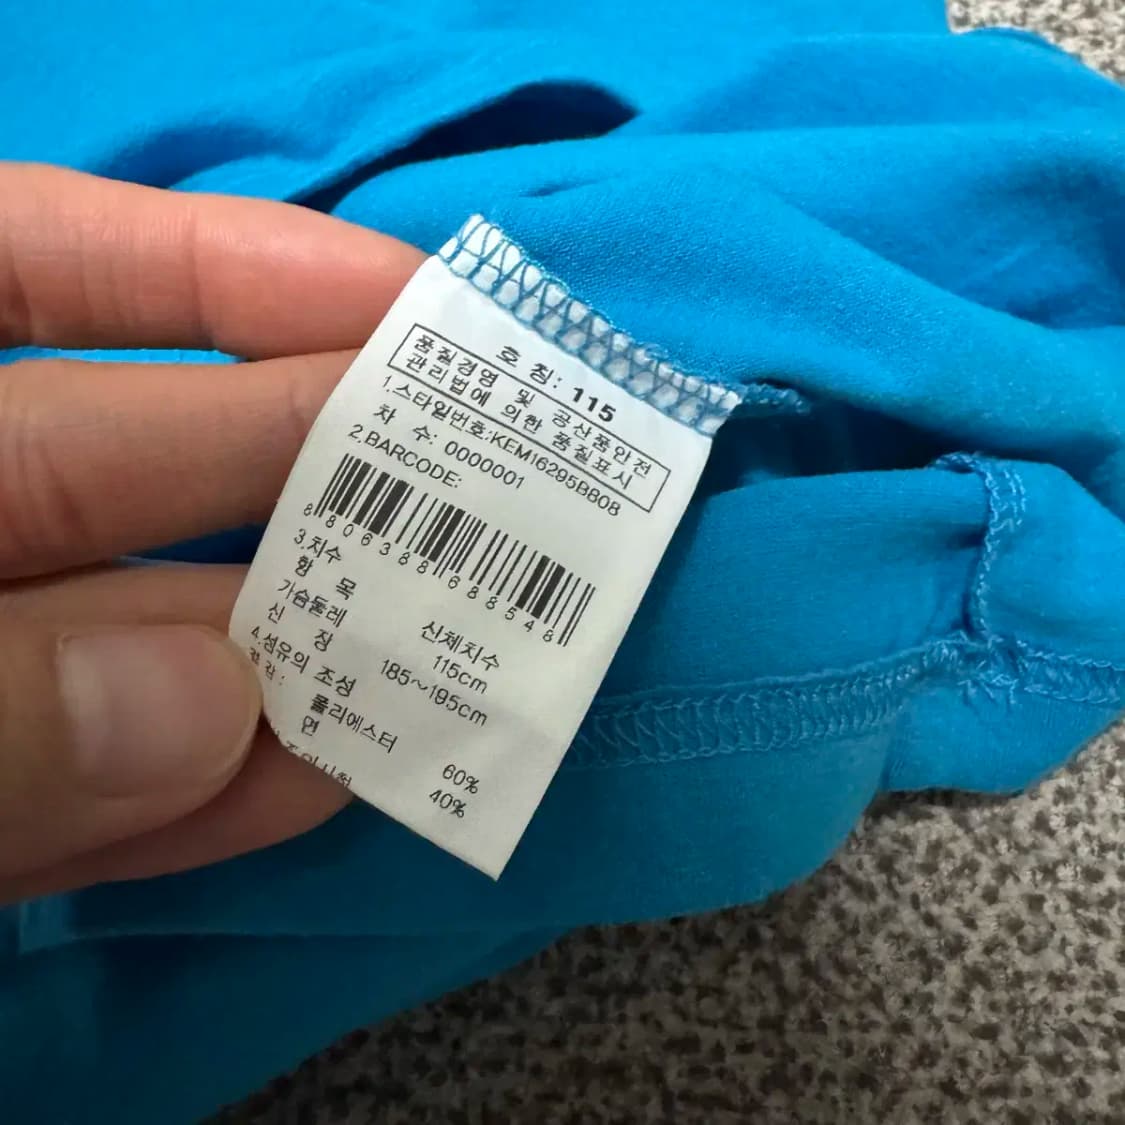 호 칭: 115
품질경영 및 공산품안전
관리법에 의한 품질표시
1.스타일번호:KEM16295B808
차 수: 0000001
2.BARCODE:
8806388688548
3.치수
항 목 신체치수
가슴둘레 115cm
신 장 185~195cm
4.섬유의 조성
겉감:
폴리에스터 60%
면 40%